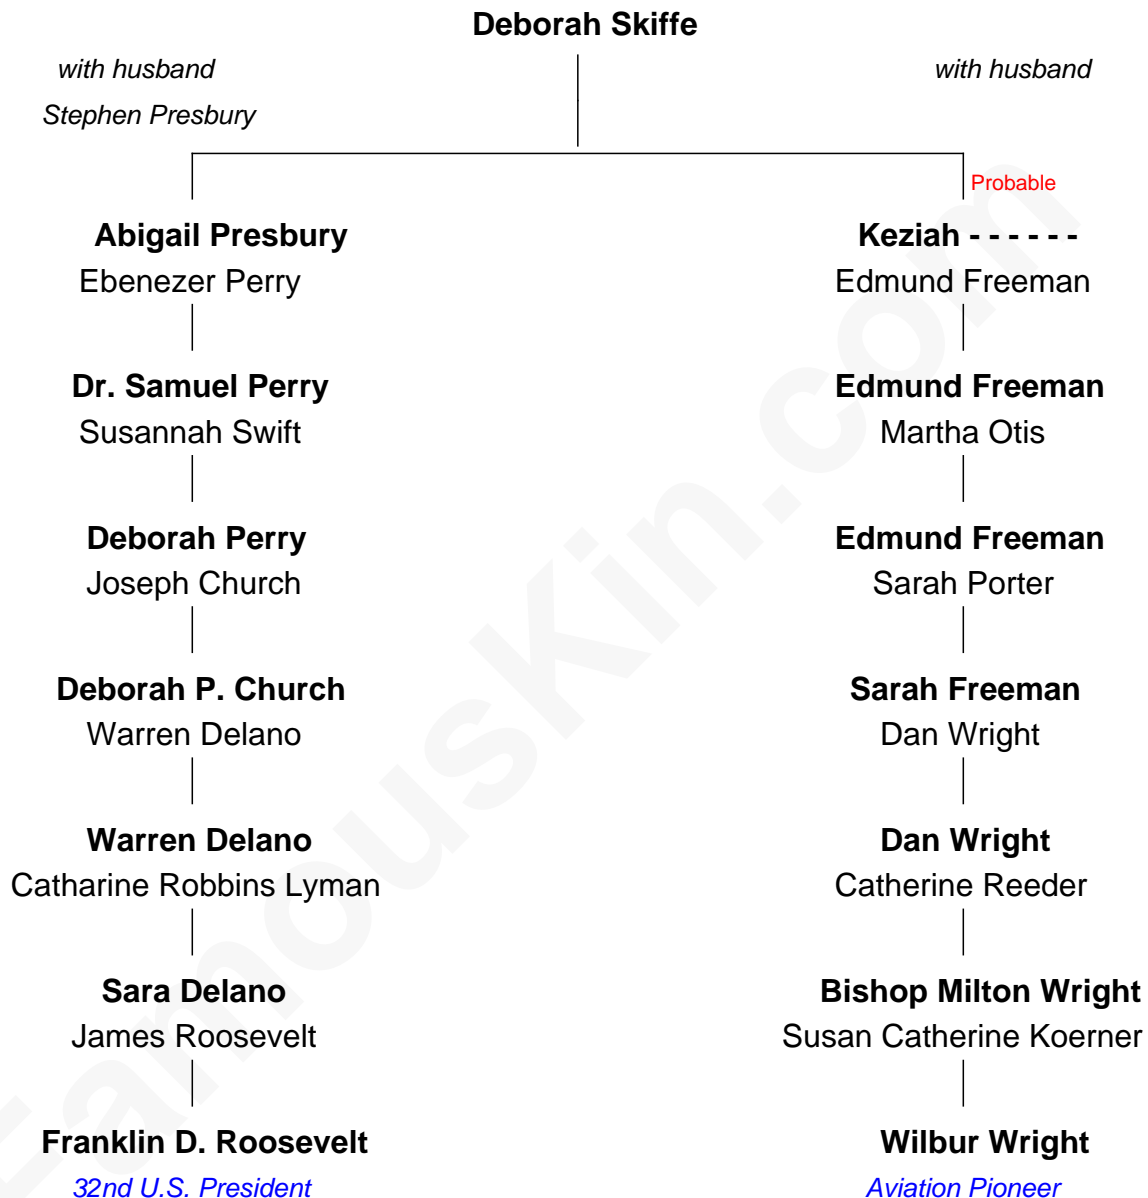 Deborah Skiffe
with husband
Stephen Presbury
with husband
Probable
Abigail Presbury
Ebenezer Perry
Keziah - - - - - -
Edmund Freeman
Dr. Samuel Perry
Susannah Swift
Edmund Freeman
Martha Otis
Deborah Perry
Joseph Church
Edmund Freeman
Sarah Porter
Deborah P. Church
Warren Delano
Sarah Freeman
Dan Wright
Warren Delano
Catharine Robbins Lyman
Dan Wright
Catherine Reeder
Sara Delano
James Roosevelt
Bishop Milton Wright
Susan Catherine Koerner
Franklin D. Roosevelt
32nd U.S. President
Wilbur Wright
Aviation Pioneer
FamousKin.com